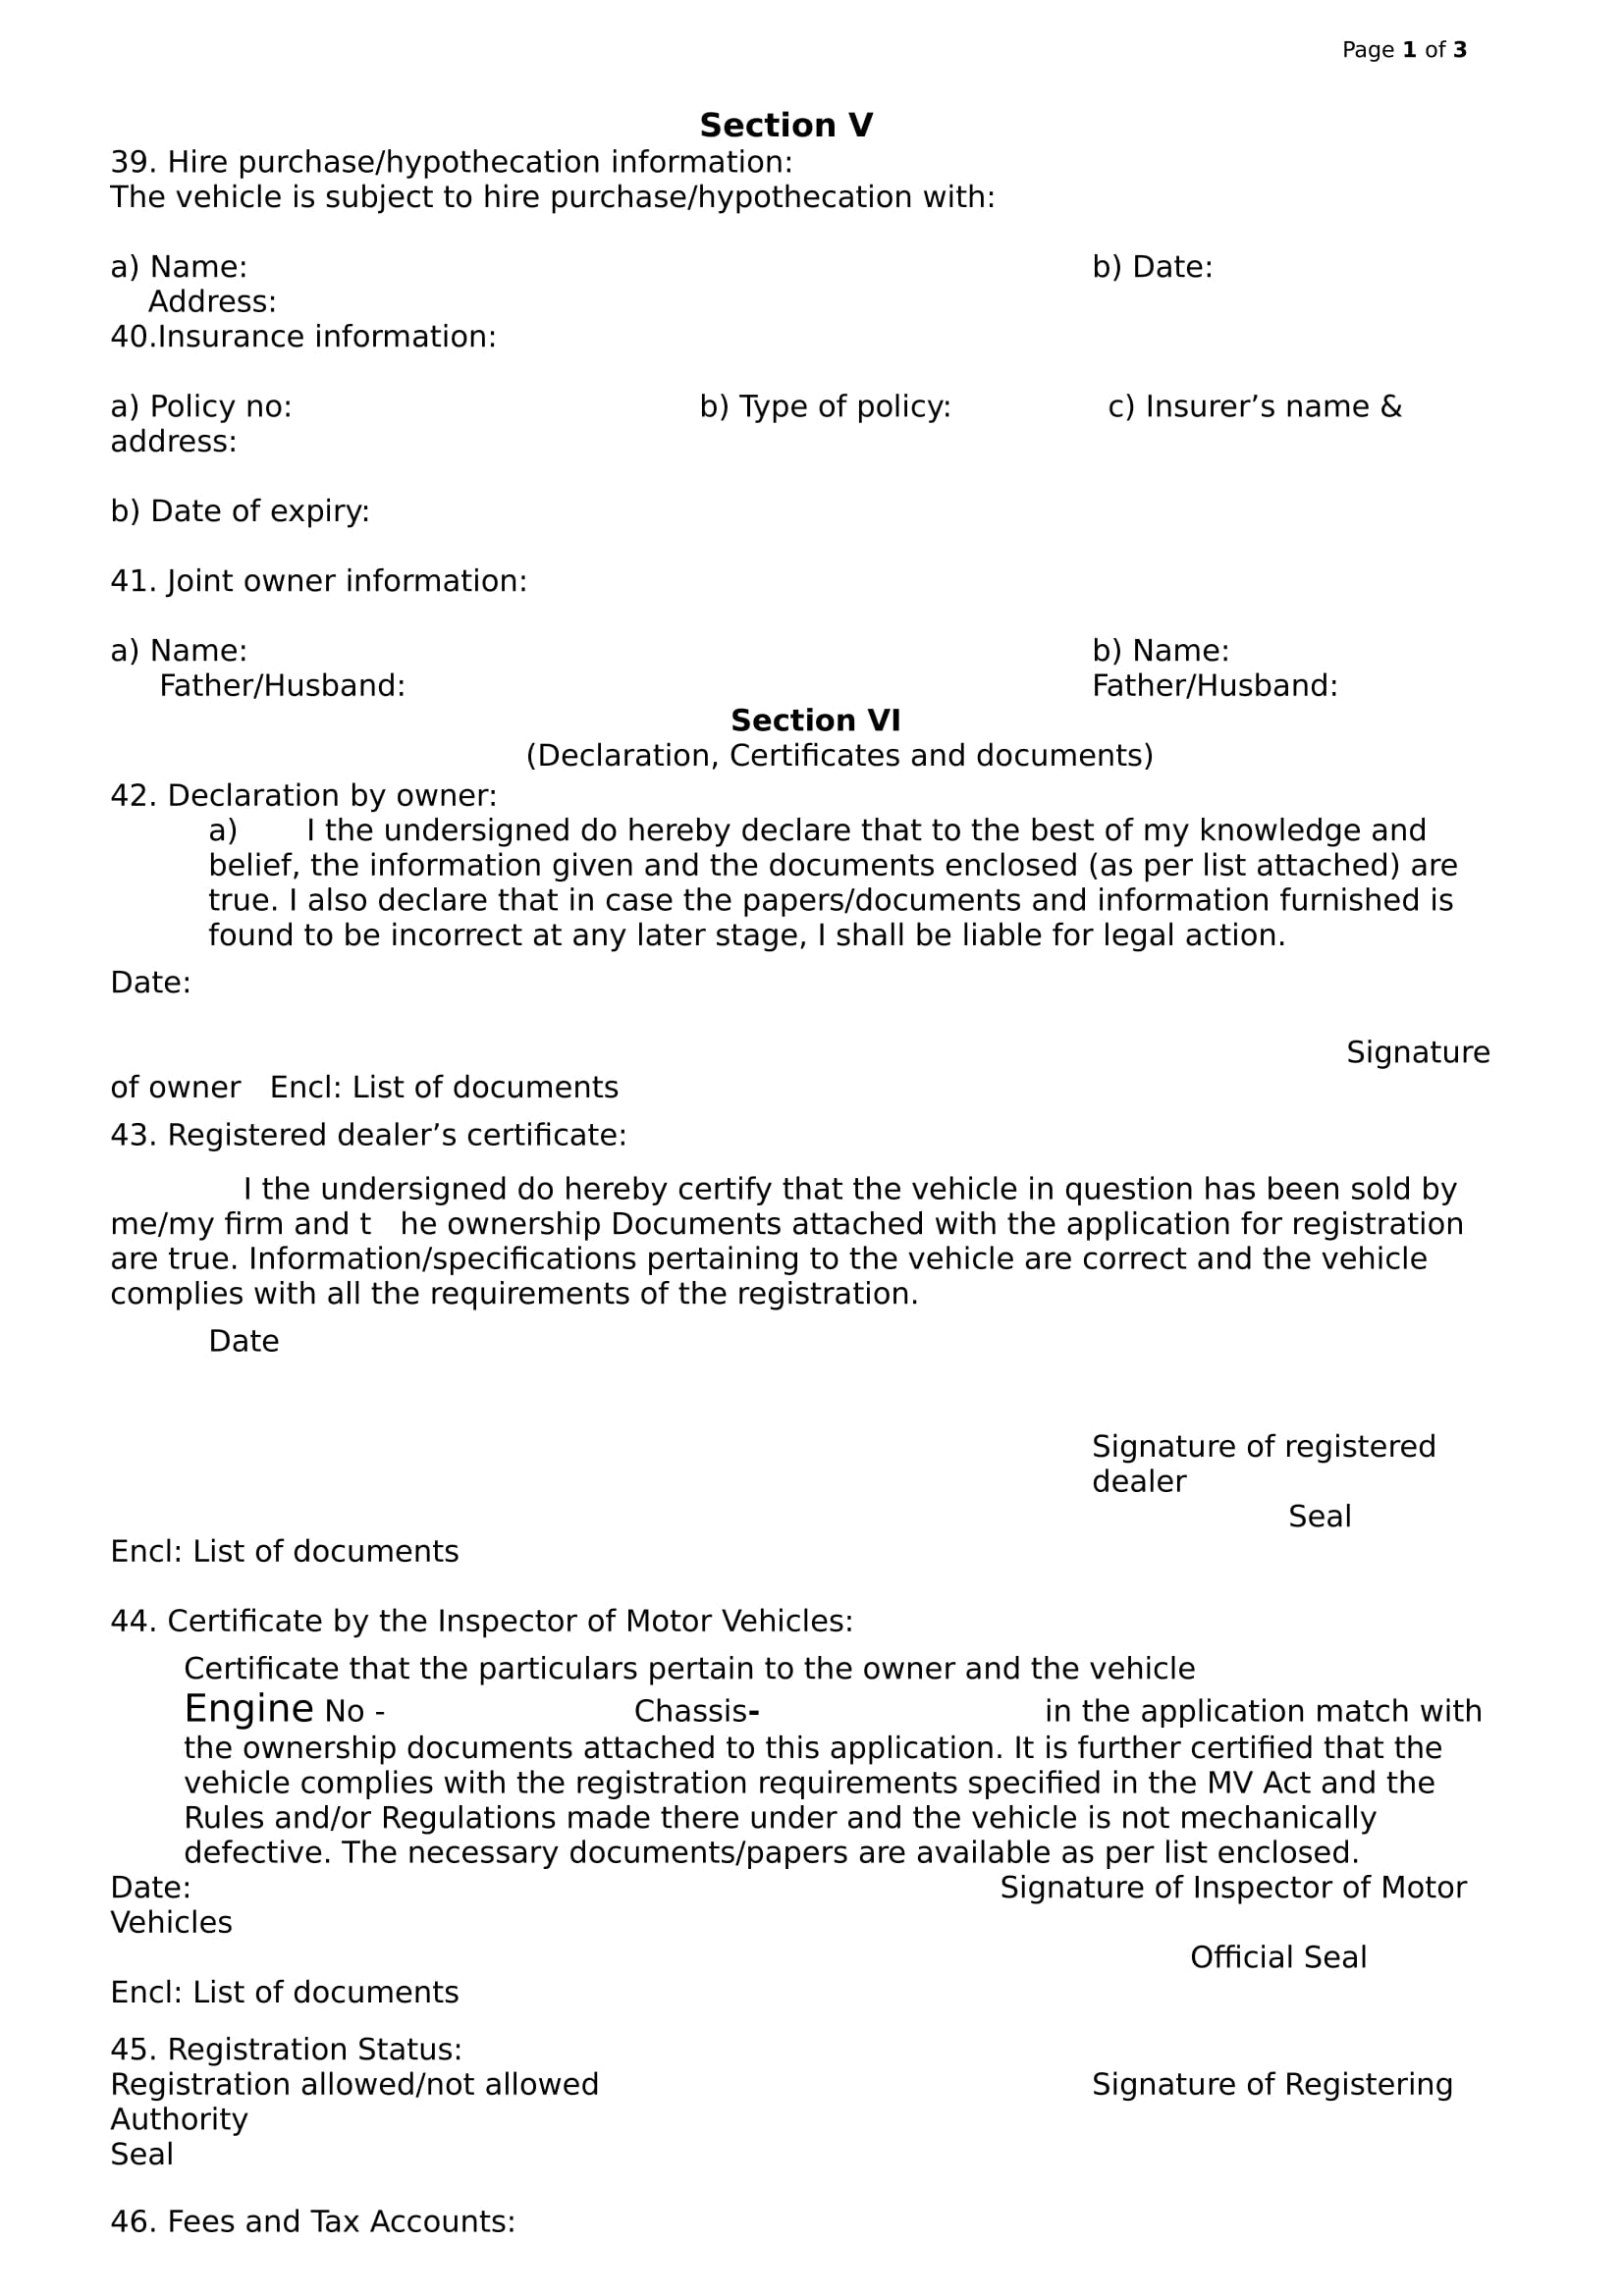 Page 1 of 3
Section V
39. Hire purchase/hypothecation information:
The vehicle is subject to hire purchase/hypothecation with:
a) Name: b) Date:
Address:
40.Insurance information:
a) Policy no: b) Type of policy: c) Insurer’s name &
address:
b) Date of expiry:
41. Joint owner information:
a) Name: b) Name:
Father/Husband: Father/Husband:
Section VI
(Declaration, Certificates and documents)
42. Declaration by owner:
a) I the undersigned do hereby declare that to the best of my knowledge and
belief, the information given and the documents enclosed (as per list attached) are
true. I also declare that in case the papers/documents and information furnished is
found to be incorrect at any later stage, I shall be liable for legal action.
Date:
Signature
of owner Encl: List of documents
43. Registered dealer’s certificate:
I the undersigned do hereby certify that the vehicle in question has been sold by
me/my firm and t he ownership Documents attached with the application for registration
are true. Information/specifications pertaining to the vehicle are correct and the vehicle
complies with all the requirements of the registration.
Date
Signature of registered
dealer
Seal
Encl: List of documents
44. Certificate by the Inspector of Motor Vehicles:
Certificate that the particulars pertain to the owner and the vehicle
Engine No - Chassis- in the application match with
the ownership documents attached to this application. It is further certified that the
vehicle complies with the registration requirements specified in the MV Act and the
Rules and/or Regulations made there under and the vehicle is not mechanically
defective. The necessary documents/papers are available as per list enclosed.
Date: Signature of Inspector of Motor
Vehicles
Official Seal
Encl: List of documents
45. Registration Status:
Registration allowed/not allowed Signature of Registering
Authority
Seal
46. Fees and Tax Accounts: